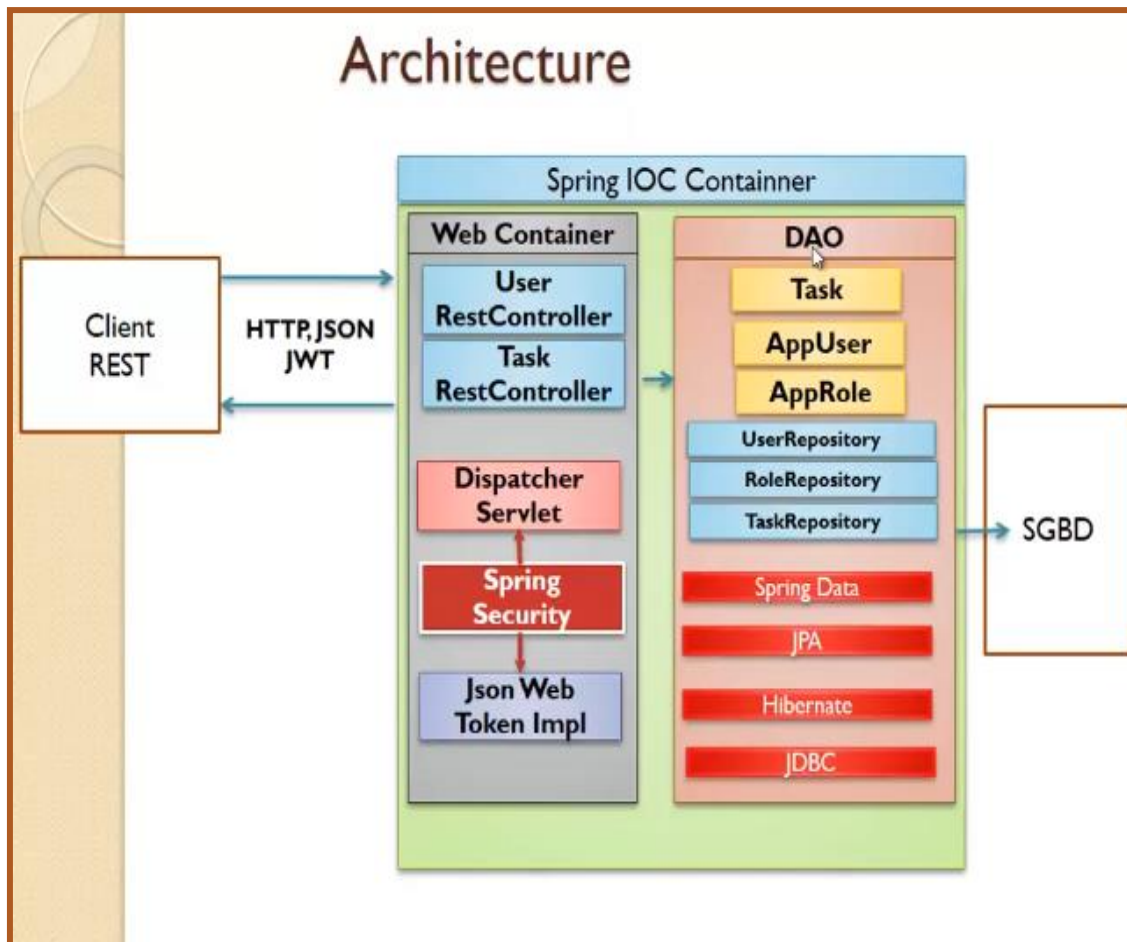 Architecture
Spring IOC Containner
Web Container
DAO
Client
REST
HTTP, JSON
JWT
User
RestController
Task
RestController
Dispatcher
Servlet
Spring
Security
Json Web
Token Impl
Task
AppUser
AppRole
UserRepository
RoleRepository
TaskRepository
Spring Data
JPA
Hibernate
JDBC
SGBD